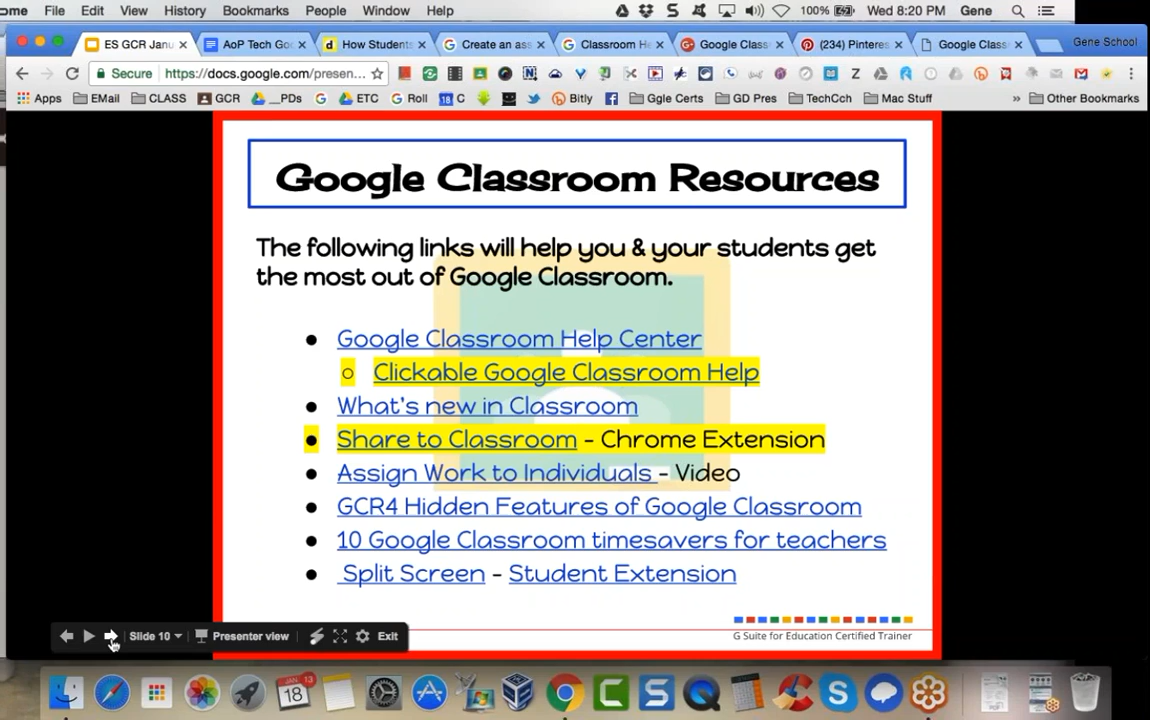 ome File Edit View History Bookmarks People Window Help 100% Wed 8:20 PM Gene
ES GCR Janu AoP Tech Go How Students Create an as Classroom He Google Class (234) Pinteres Google Class Gene School
Secure https://docs.google.com/presen...
Apps EMail CLASS GCR __PDs ETC Roll 18 C Bitly Ggle Certs GD Pres TechCch Mac Stuff » Other Bookmarks
Google Classroom Resources
The following links will help you & your students get
the most out of Google Classroom.
Google Classroom Help Center
Clickable Google Classroom Help
What's new in Classroom
Share to Classroom - Chrome Extension
Assign Work to Individuals - Video
GCR4 Hidden Features of Google Classroom
10 Google Classroom timesavers for teachers
Split Screen - Student Extension
Slide 10 Presenter view Exit
G Suite for Education Certified Trainer
18 13